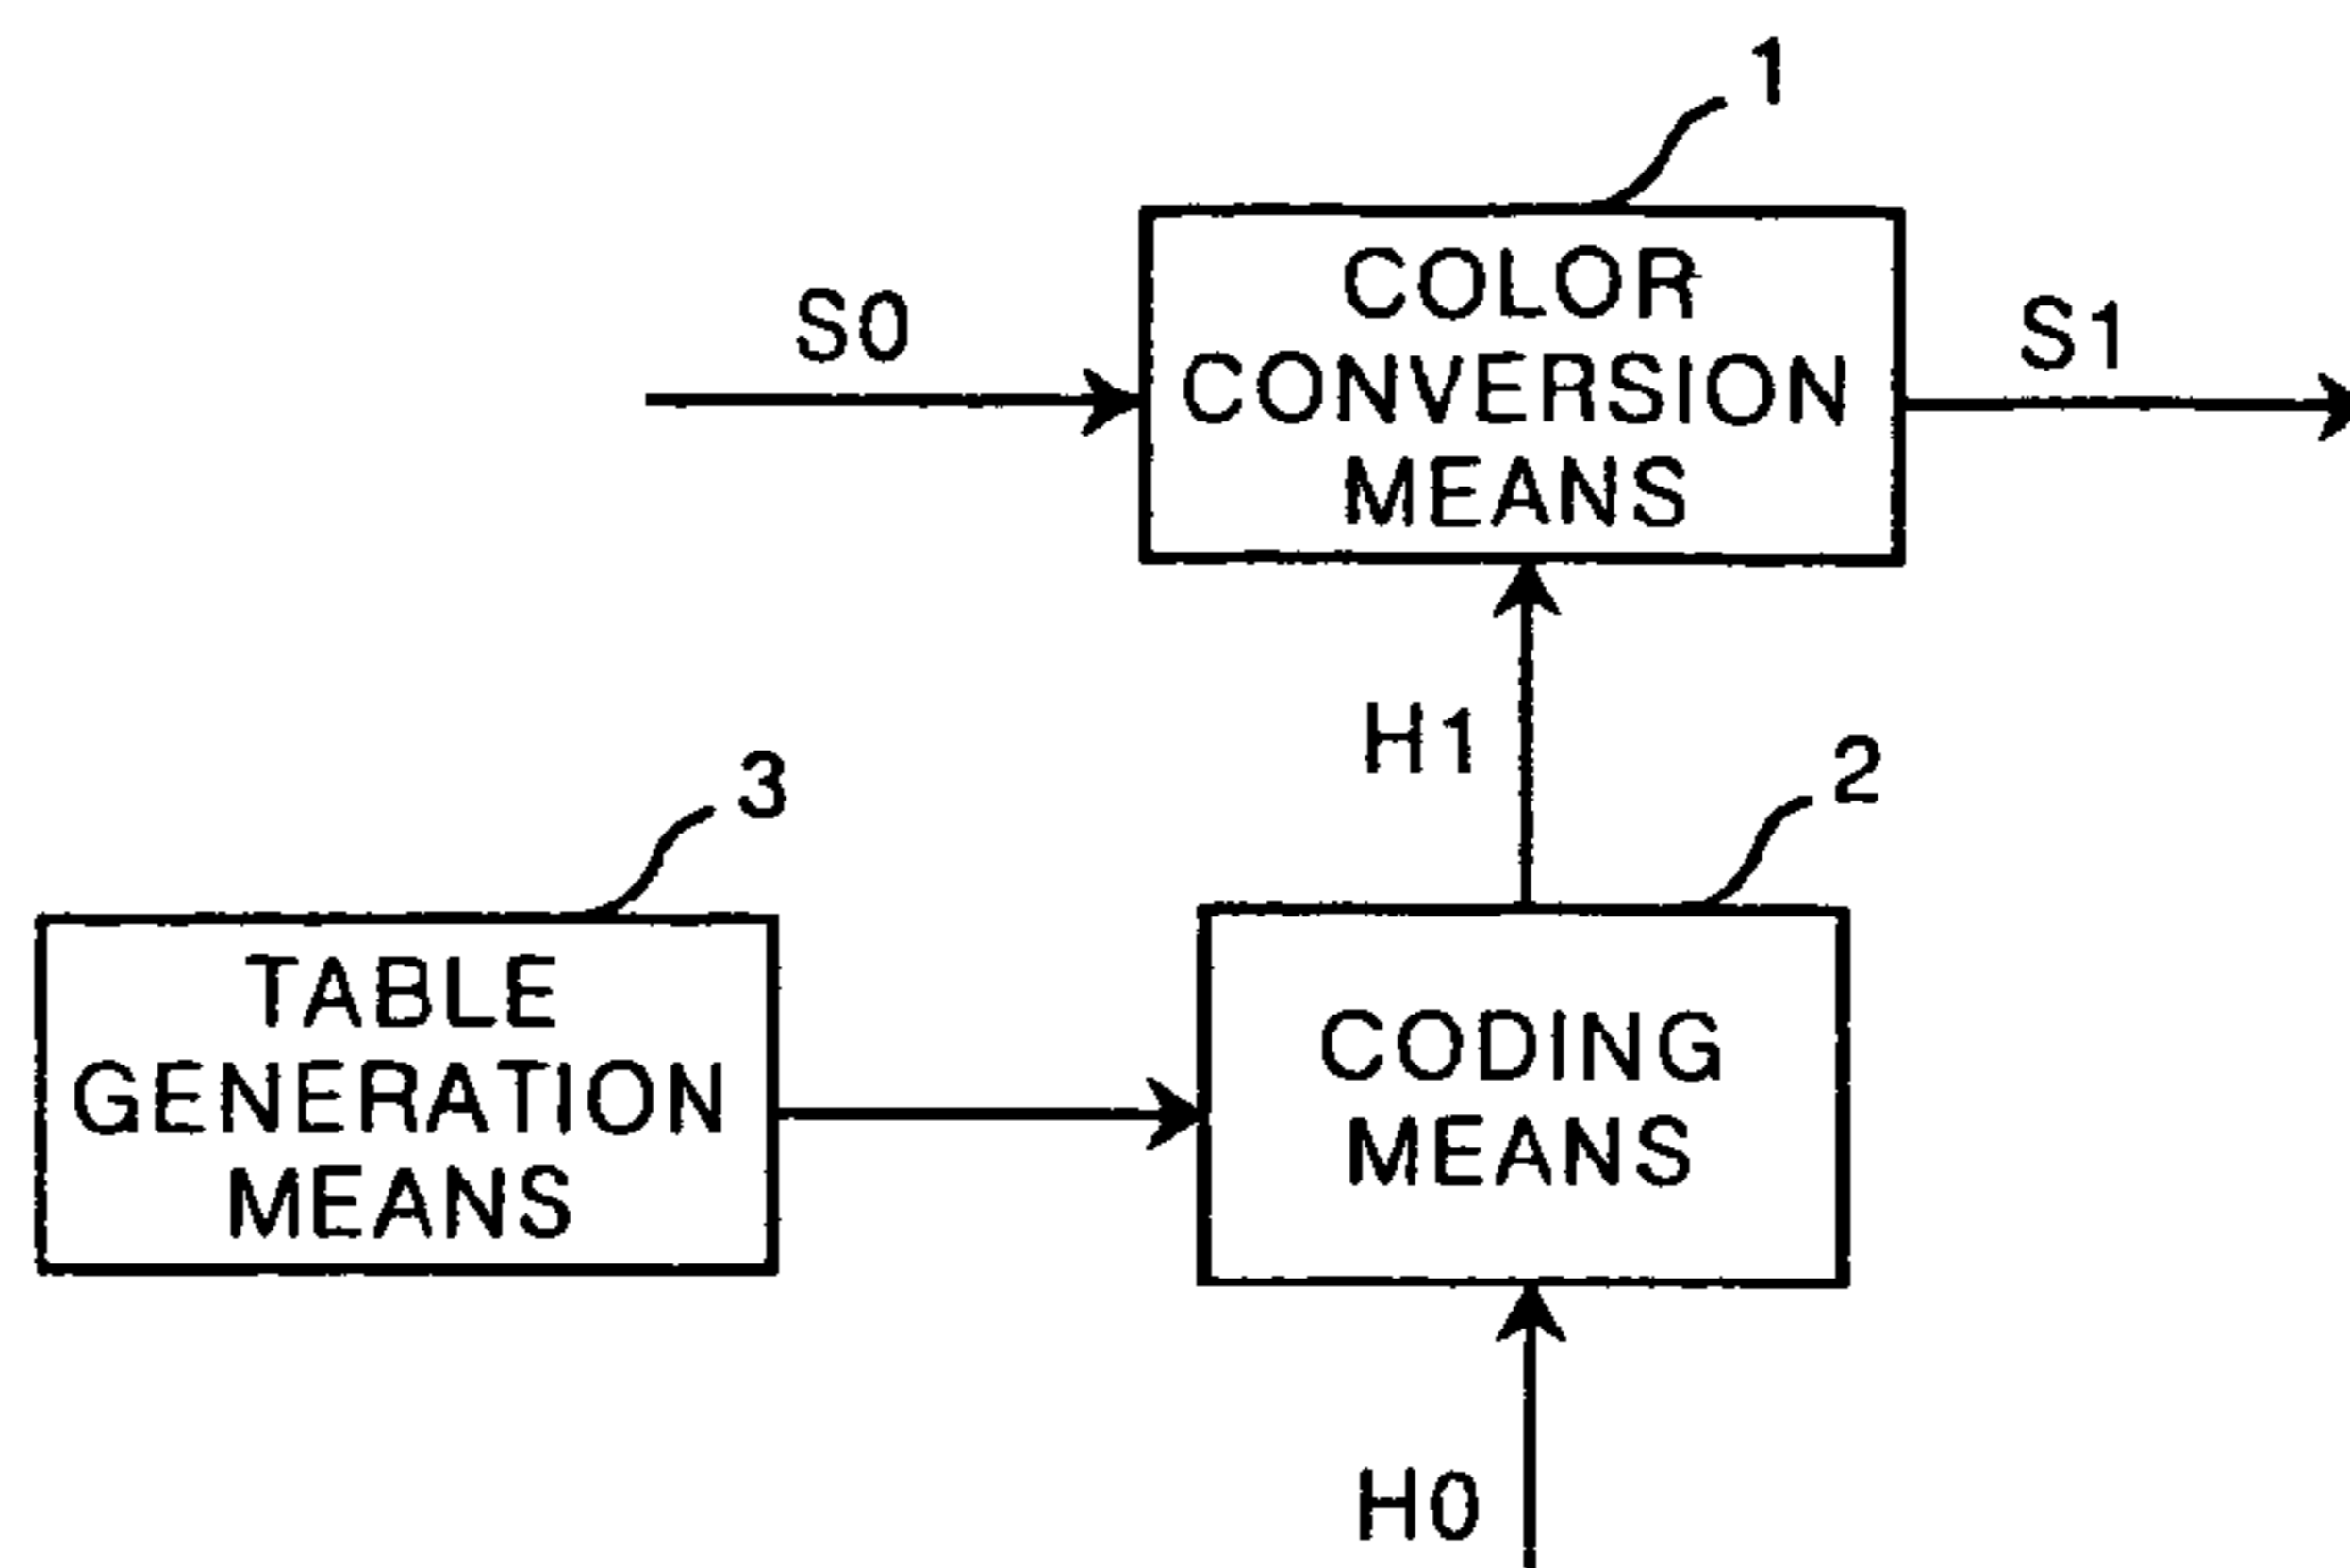 1
S0
COLOR
CONVERSION
MEANS
S1
H1
3
2
TABLE
GENERATION
MEANS
CODING
MEANS
H0